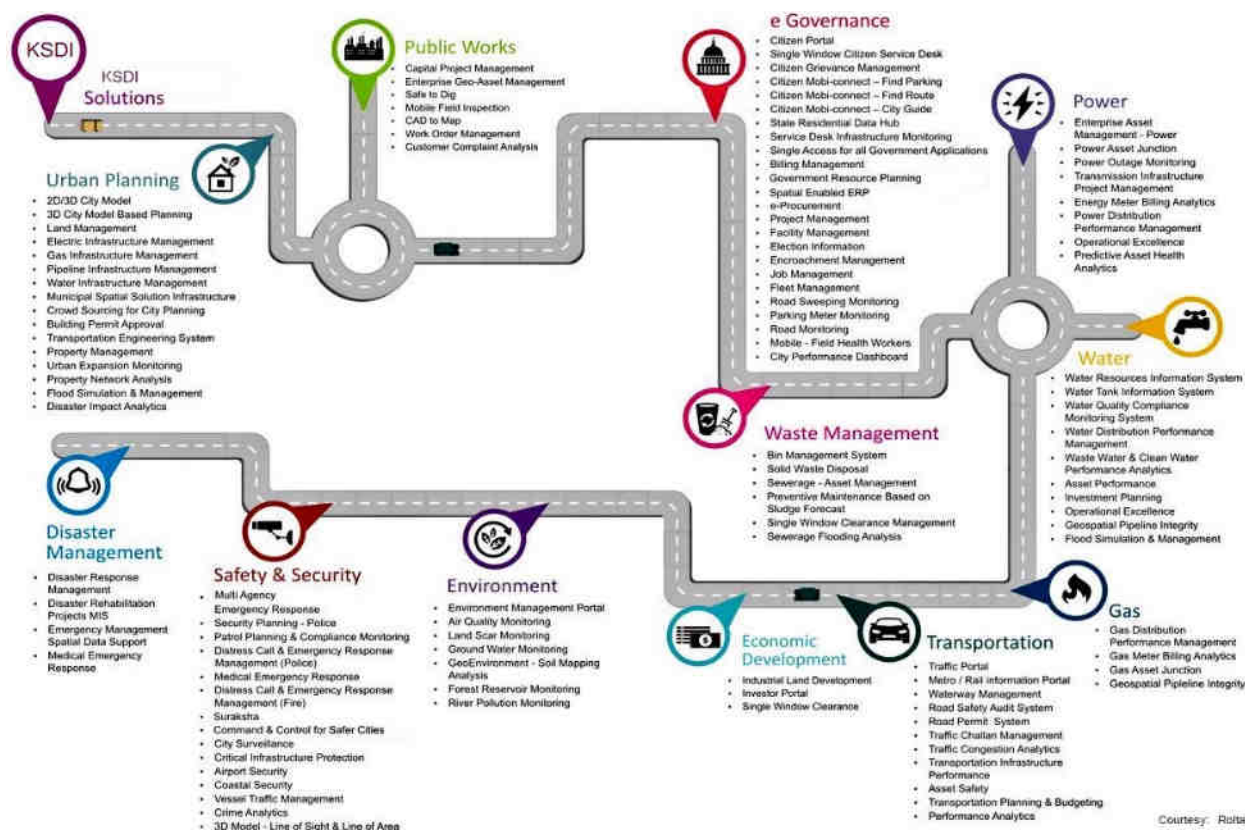 KSDI
KSDI
Solutions
Public Works
• Capital Project Management
• Enterprise Geo-Asset Management
• Safe to Dig
• Mobile Field Inspection
• CAD to Map
• Work Order Management
• Customer Complaint Analysis
e Governance
• Citizen Portal
• Single Window Citizen Service Desk
• Citizen Grievance Management
• Citizen Mobi-connect – Find Parking
• Citizen Mobi-connect – Find Route
• Citizen Mobi-connect – City Guide
• State Residential Data Hub
• Service Desk Infrastructure Monitoring
• Single Access for all Government Applications
• Billing Management
• Government Resource Planning
• Spatial Enabled ERP
• e-Procurement
• Project Management
• Facility Management
• Election Information
• Encroachment Management
• Job Management
• Fleet Management
• Road Sweeping Monitoring
• Parking Meter Monitoring
• Road Monitoring
• Mobile - Field Health Workers
• City Performance Dashboard
Power
• Enterprise Asset
Management - Power
• Power Asset Junction
• Power Outage Monitoring
• Transmission Infrastructure
Project Management
• Energy Meter Billing Analytics
• Power Distribution
Performance Management
• Operational Excellence
• Predictive Asset Health
Analytics
Urban Planning
• 2D/3D City Model
• 3D City Model Based Planning
• Land Management
• Electric Infrastructure Management
• Gas Infrastructure Management
• Pipeline Infrastructure Management
• Water Infrastructure Management
• Municipal Spatial Solution Infrastructure
• Crowd Sourcing for City Planning
• Building Permit Approval
• Transportation Engineering System
• Property Management
• Urban Expansion Monitoring
• Property Network Analysis
• Flood Simulation & Management
• Disaster Impact Analytics
Water
• Water Resources Information System
• Water Tank Information System
• Water Quality Compliance
Monitoring System
• Water Distribution Performance
Management
• Waste Water & Clean Water
Performance Analytics
• Asset Performance
• Investment Planning
• Operational Excellence
• Geospatial Pipeline Integrity
• Flood Simulation & Management
Waste Management
• Bin Management System
• Solid Waste Disposal
• Sewerage - Asset Management
• Preventive Maintenance Based on
Sludge Forecast
• Single Window Clearance Management
• Sewerage Flooding Analysis
Disaster
Management
• Disaster Response
Management
• Disaster Rehabilitation
Projects MIS
• Emergency Management
Spatial Data Support
• Medical Emergency
Response
Safety & Security
• Multi Agency
Emergency Response
• Security Planning - Police
• Patrol Planning & Compliance Monitoring
• Distress Call & Emergency Response
Management (Police)
• Medical Emergency Response
• Distress Call & Emergency Response
Management (Fire)
• Suraksha
• Command & Control for Safer Cities
• City Surveillance
• Critical Infrastructure Protection
• Airport Security
• Coastal Security
• Vessel Traffic Management
• Crime Analytics
• 3D Model - Line of Sight & Line of Area
Environment
• Environment Management Portal
• Air Quality Monitoring
• Land Scar Monitoring
• Ground Water Monitoring
• GeoEnvironment - Soil Mapping
Analysis
• Forest Reservoir Monitoring
• River Pollution Monitoring
Economic
Development
• Industrial Land Development
• Investor Portal
• Single Window Clearance
Transportation
• Traffic Portal
• Metro / Rail Information Portal
• Waterway Management
• Road Safety Audit System
• Road Permit System
• Traffic Challan Management
• Traffic Congestion Analytics
• Transportation Infrastructure
Performance
• Asset Safety
• Transportation Planning & Budgeting
• Performance Analytics
Gas
• Gas Distribution
Performance Management
• Gas Meter Billing Analytics
• Gas Asset Junction
• Geospatial Pipleline Integrity
Courtesy: Rolta